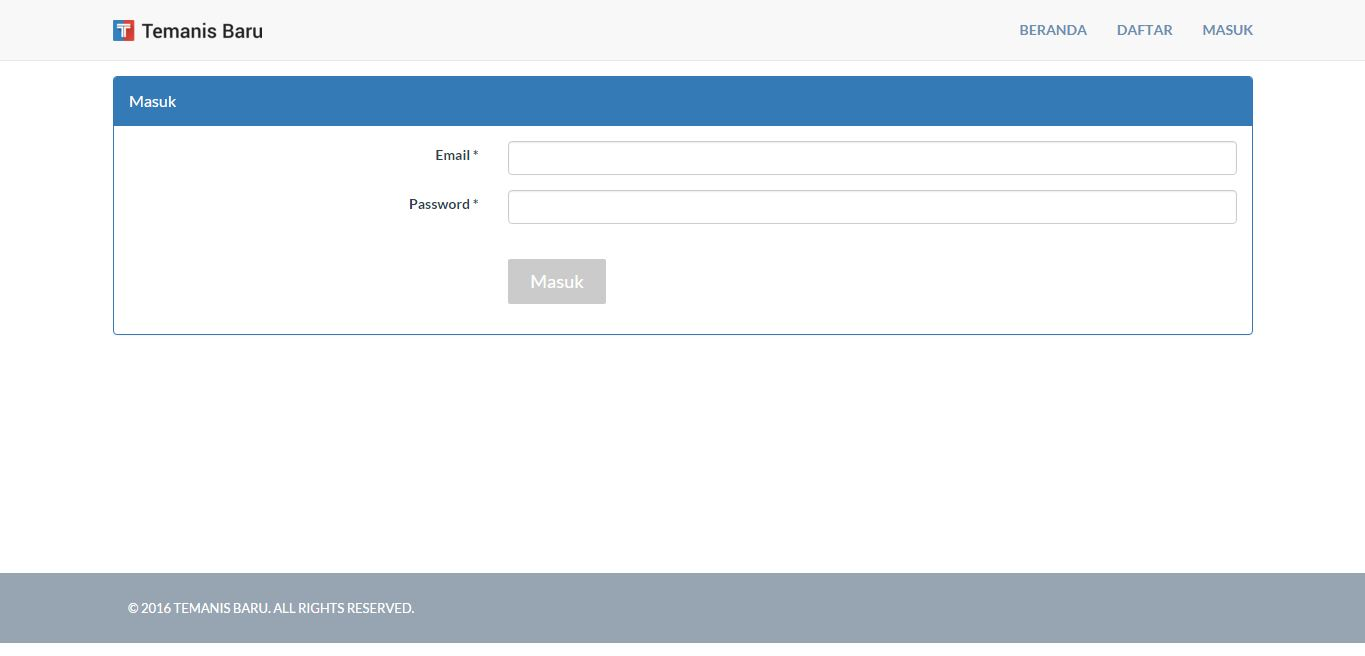 Temanis Baru
BERANDA DAFTAR MASUK
Masuk
Email *
Password *
Masuk
© 2016 TEMANIS BARU. ALL RIGHTS RESERVED.